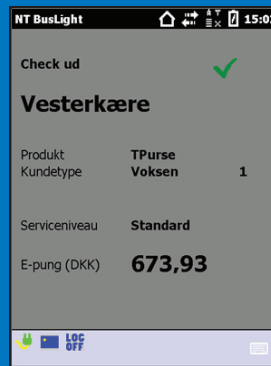 NT BusLight 15:03
Check ud
Vesterkære
Produkt TPurse
Kundetype Voksen 1
Serviceniveau Standard
E-pung (DKK) 673,93
LOG
OFF